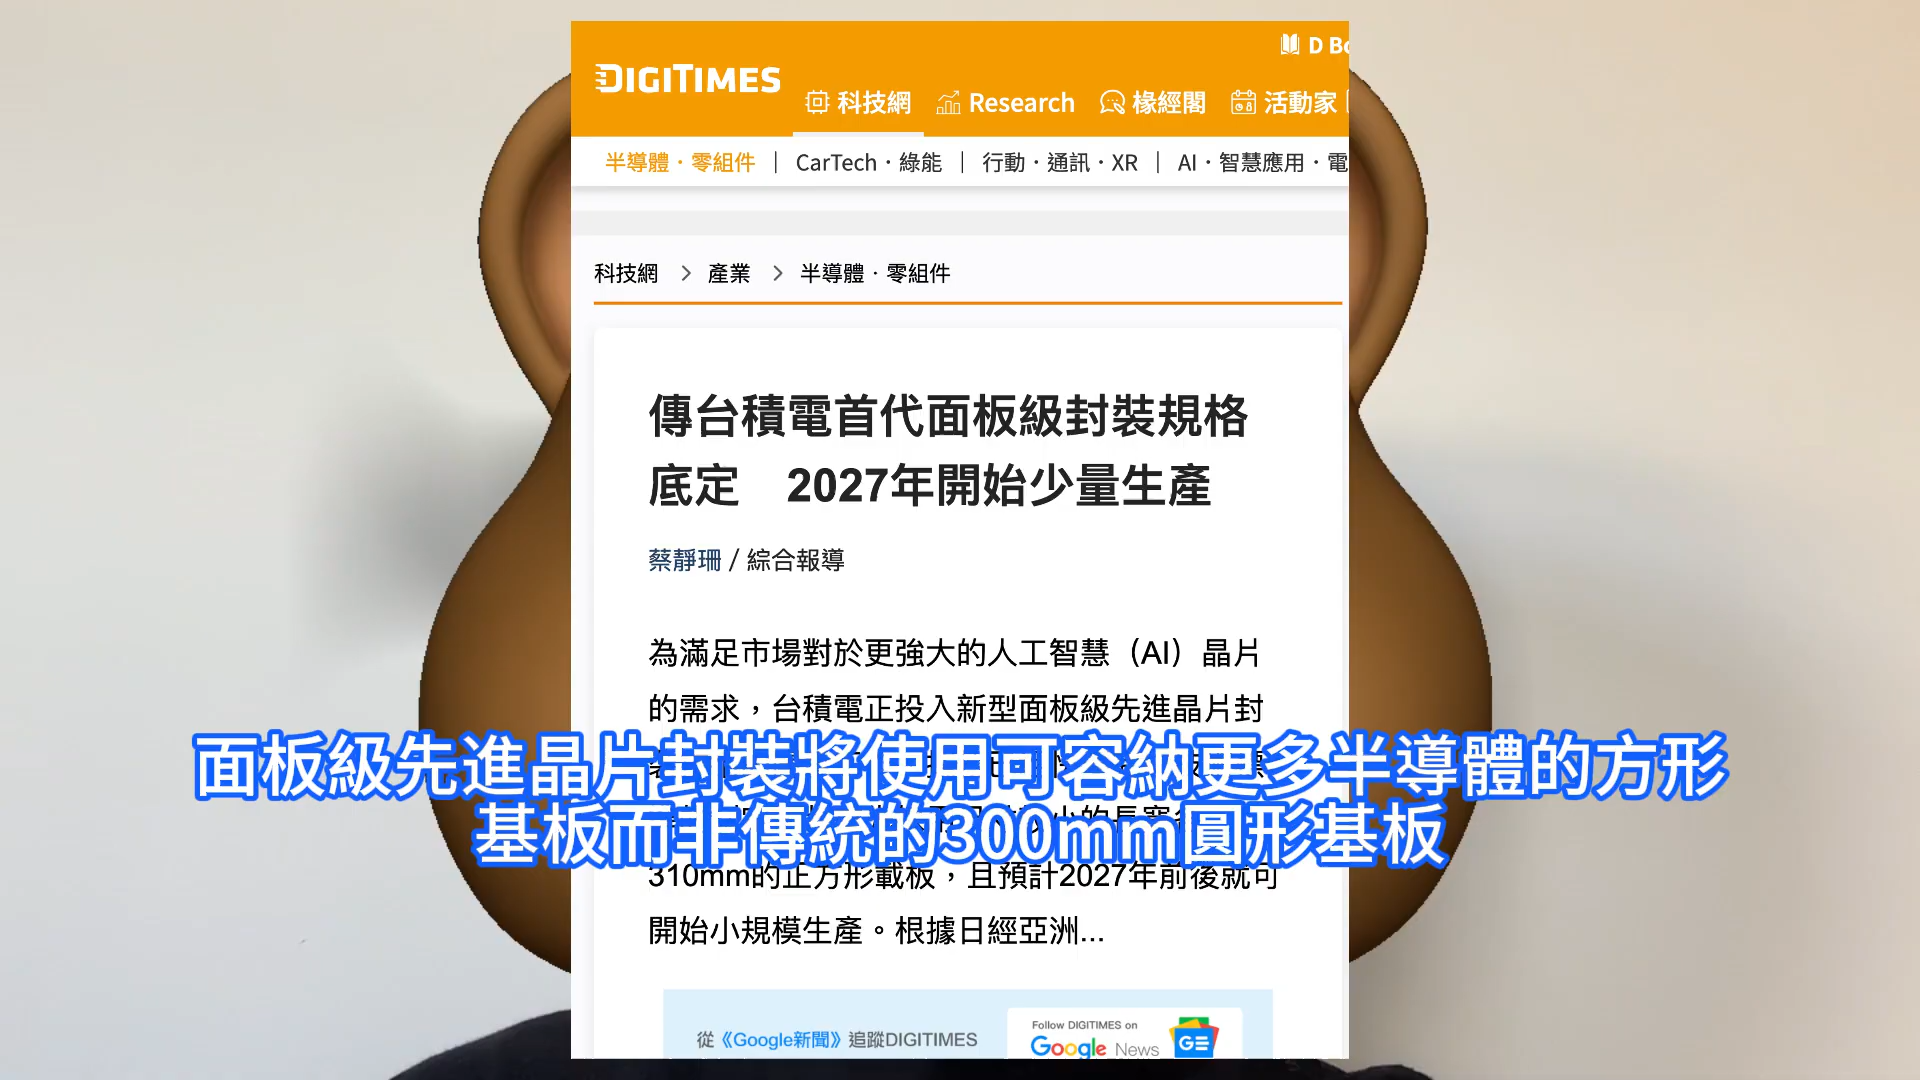 D Bo
DIGITIMES
科技網 Research 椽經閣 活動家
半導體・零組件 | CarTech・綠能 | 行動・通訊・XR | AI・智慧應用・電
科技網 > 產業 > 半導體・零組件
傳台積電首代面板級封裝規格
底定　2027年開始少量生產
蔡靜珊 / 綜合報導
為滿足市場對於更強大的人工智慧（AI）晶片
的需求，台積電正投入新型面板級先進晶片封
面板級先進晶片封裝將使用可容納更多半導體的方形
基板而非傳統的300mm圓形基板
310mm的正方形載板，且預計2027年前後就可
開始小規模生產。根據日經亞洲...
從《Google新聞》追蹤DIGITIMES
Follow DIGITIMES on
Google News GE